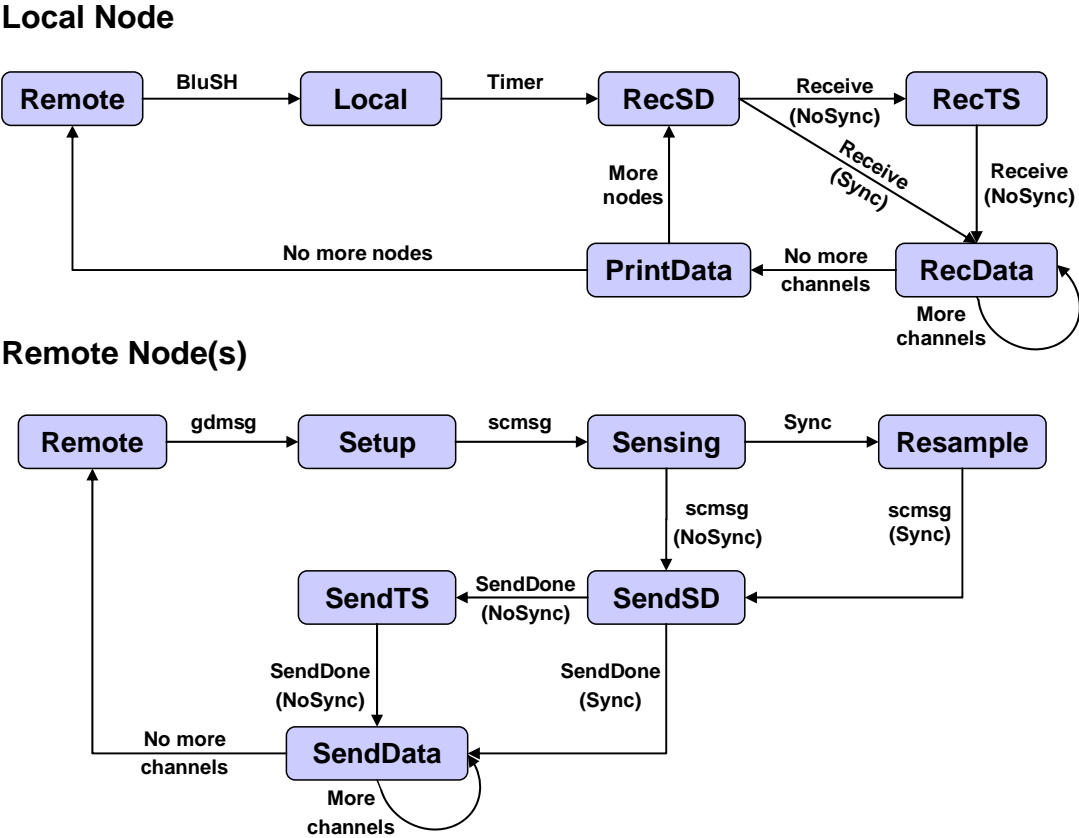 Local Node
BluSH
Timer
Receive
(NoSync)
Remote
Local
RecSD
RecTS
Receive
(Sync)
More
nodes
Receive
(NoSync)
No more nodes
PrintData
No more
channels
RecData
More
channels
Remote Node(s)
gdmsg
scmsg
Sync
Remote
Setup
Sensing
Resample
scmsg
(NoSync)
scmsg
(Sync)
SendTS
SendDone
(NoSync)
SendSD
SendDone
(NoSync)
SendDone
(Sync)
No more
channels
SendData
More
channels